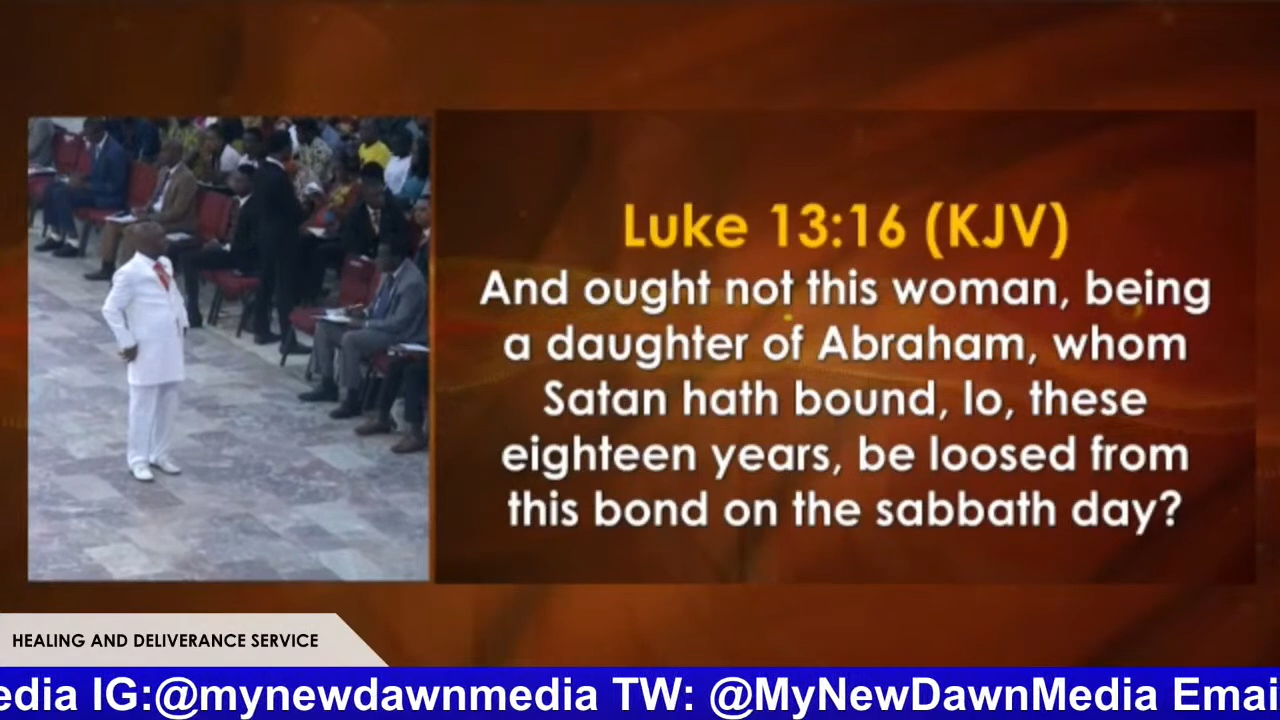 Luke 13:16 (KJV)
And ought not this woman, being
a daughter of Abraham, whom
Satan hath bound, lo, these
eighteen years, be loosed from
this bond on the sabbath day?
HEALING AND DELIVERANCE SERVICE
edia IG:@mynewdawnmedia TW: @MyNewDawnMedia Emai